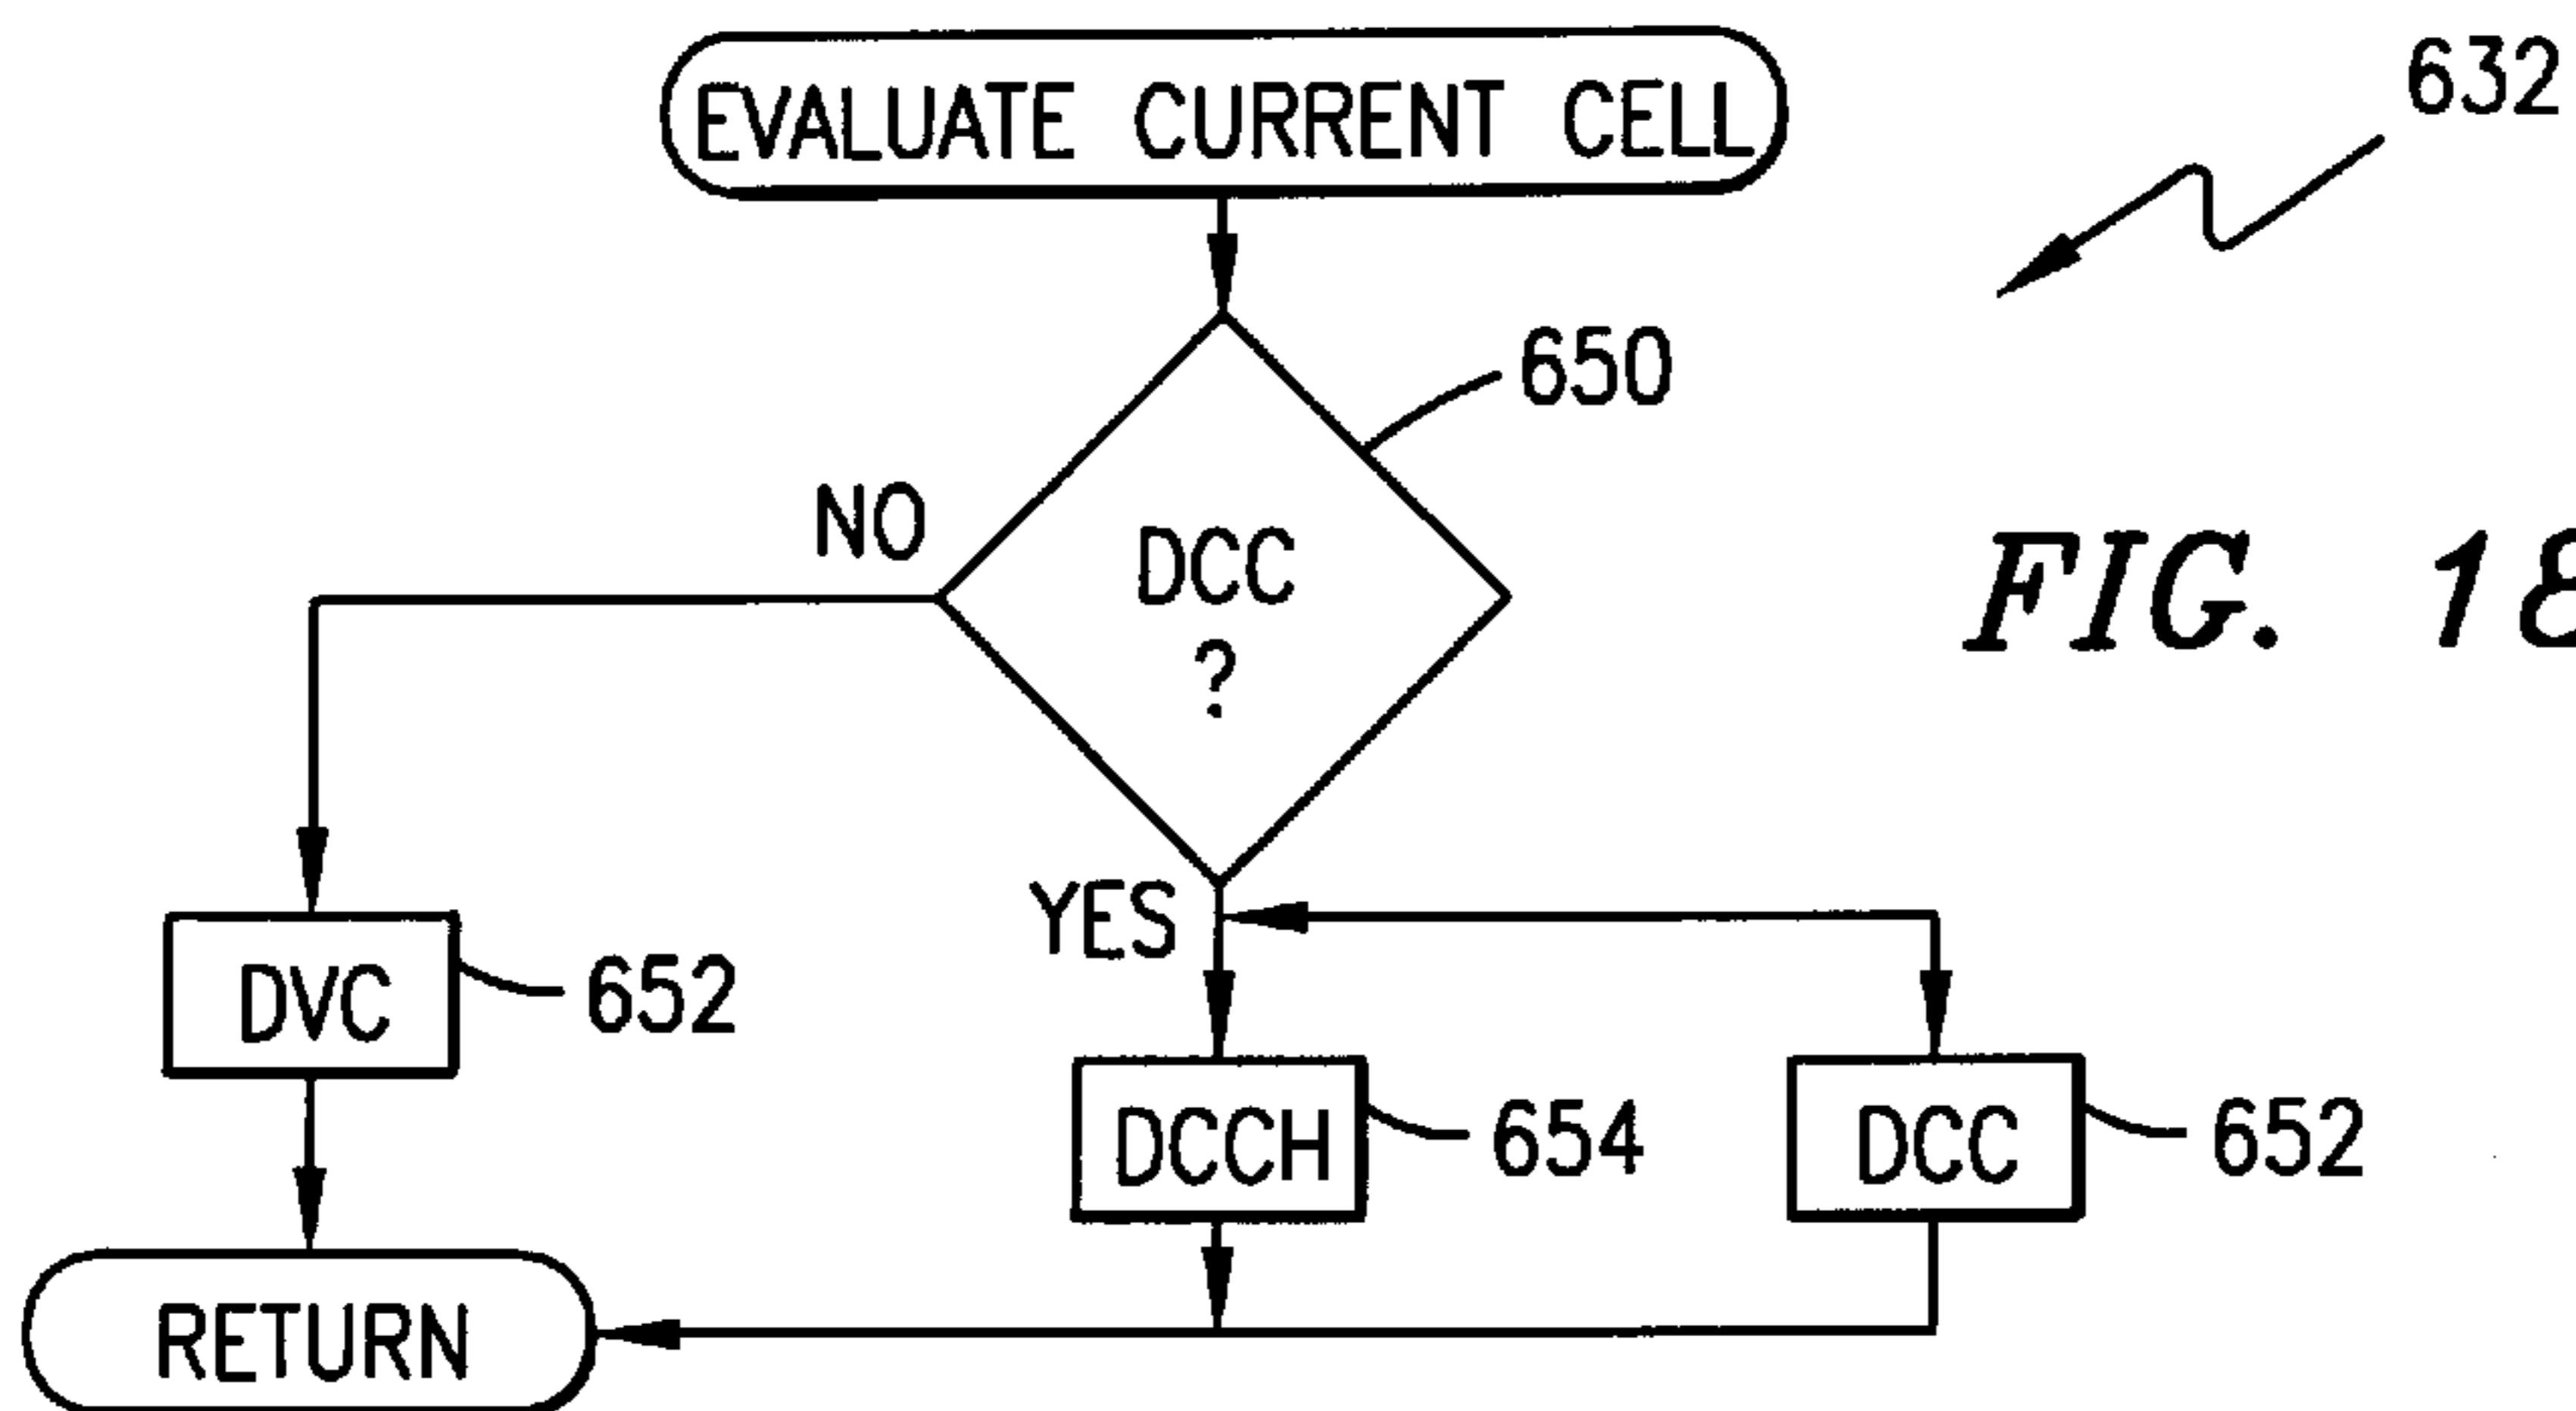 EVALUATE CURRENT CELL
632
650
NO
DCC
?
FIG. 18
YES
DVC
652
DCCH
654
DCC
652
RETURN